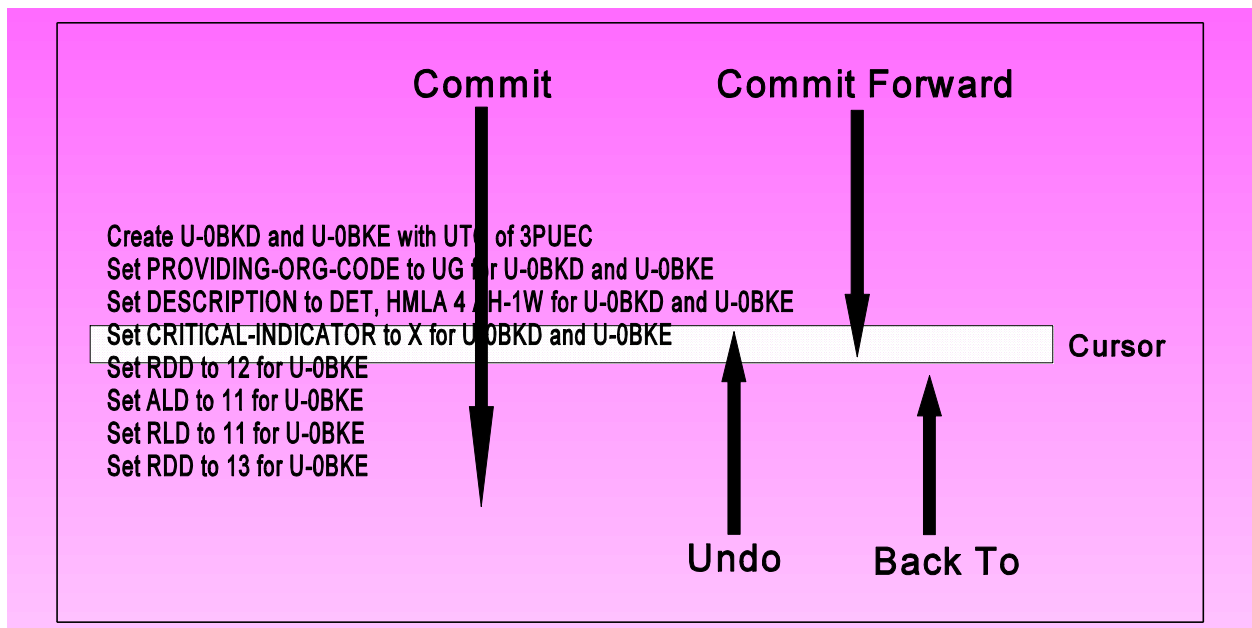 Commit Commit Forward
Create U-0BKD and U-0BKE with of 3PUEC
Set PROVIDING-ORG-CODE to UG for U-0BKD and U-0BKE
Set DESCRIPTION to DET, HMLA 4 AH-1W for U-0BKD and U-0BKE
Set CRITICAL-INDICATOR to X for U-0BKD and U-0BKE
Cursor
Set RDD to 12 for U-0BKE
Set ALD to 11 for U-0BKE
Set RLD to 11 for U-0BKE
Set RDD to 13 for U-0BKE
Undo Back To